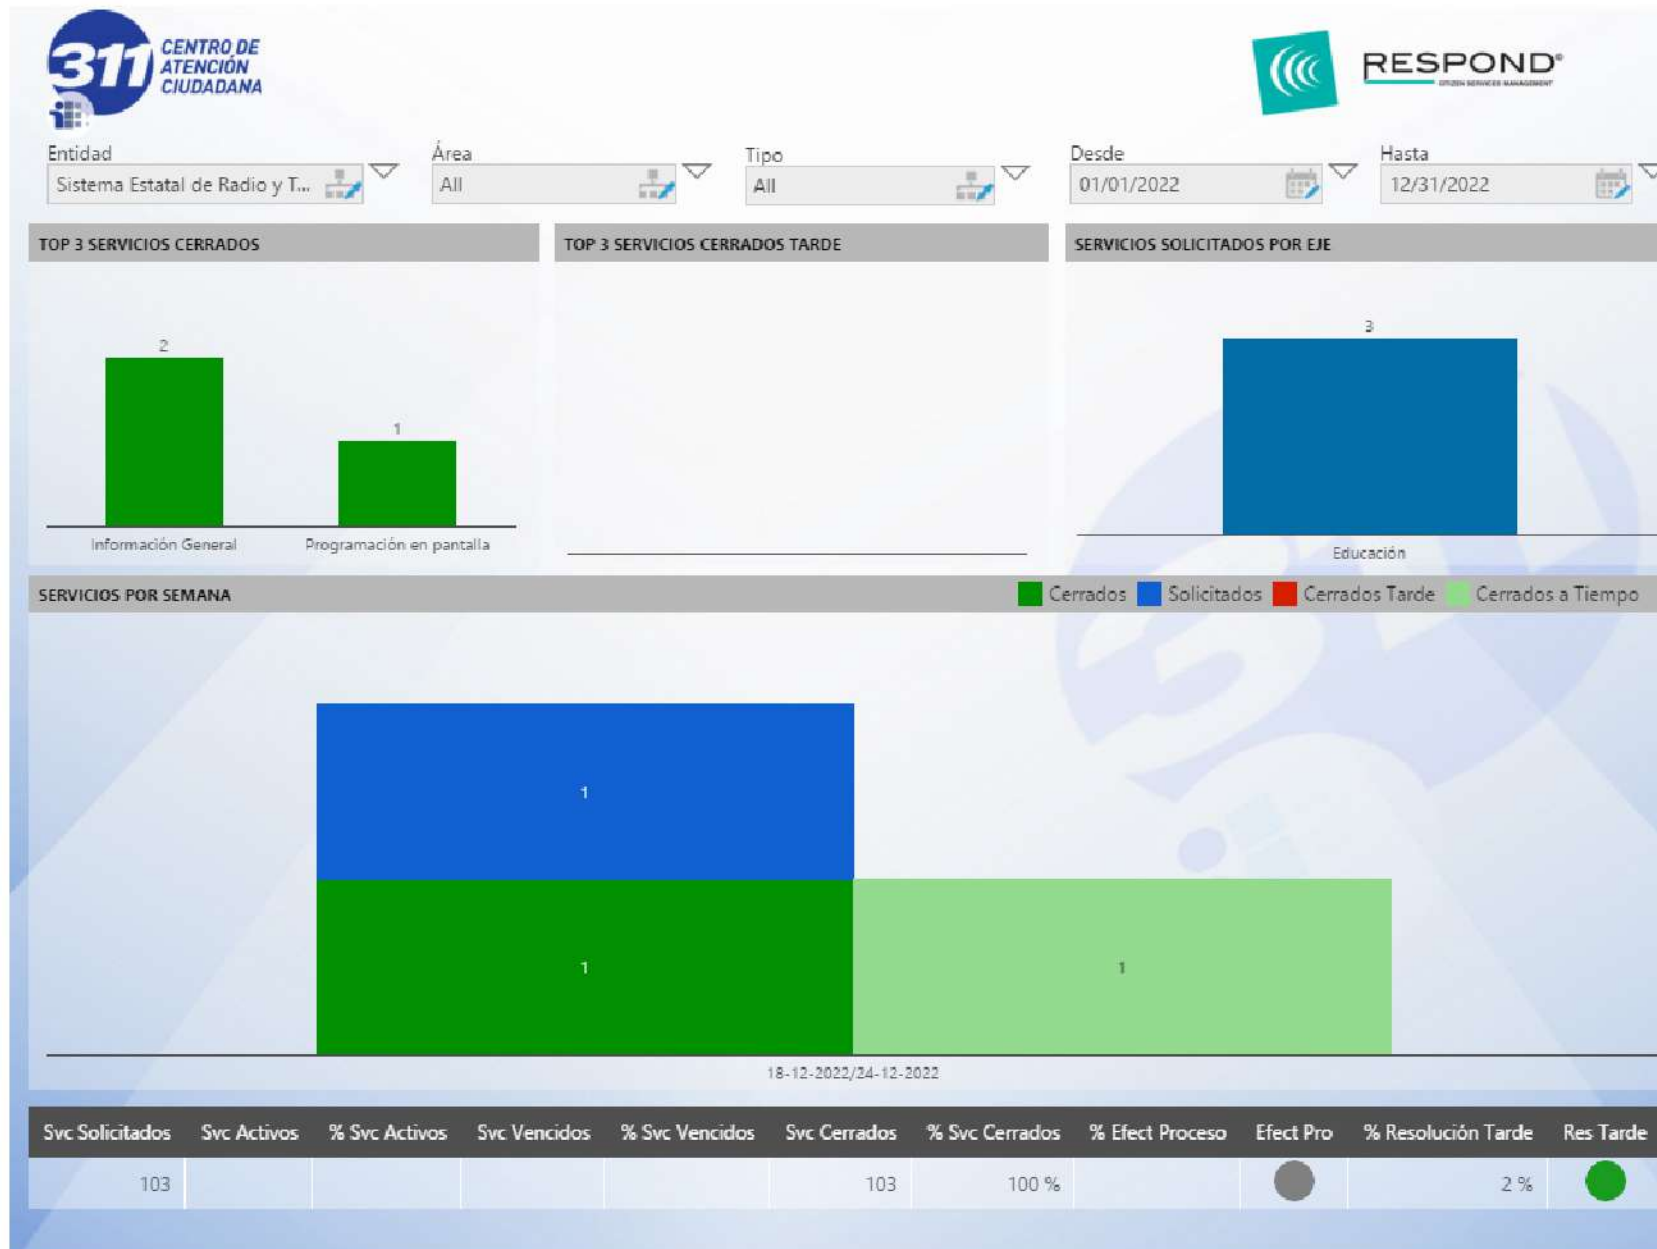 311 CENTRO DE
ATENCIÓN
CIUDADANA
RESPOND®
CITIZEN SERVICES MANAGEMENT
Entidad
Área
Tipo
Desde
Hasta
Sistema Estatal de Radio y T...
All
All
01/01/2022
12/31/2022
TOP 3 SERVICIOS CERRADOS
TOP 3 SERVICIOS CERRADOS TARDE
SERVICIOS SOLICITADOS POR EJE
2
1
3
Información General
Programación en pantalla
Educación
SERVICIOS POR SEMANA
Cerrados
Solicitados
Cerrados Tarde
Cerrados a Tiempo
1
1
1
18-12-2022/24-12-2022
Svc Solicitados Svc Activos % Svc Activos Svc Vencidos % Svc Vencidos Svc Cerrados % Svc Cerrados % Efect Proceso Efect Pro % Resolución Tarde Res Tarde
103 103 100 % 2 %